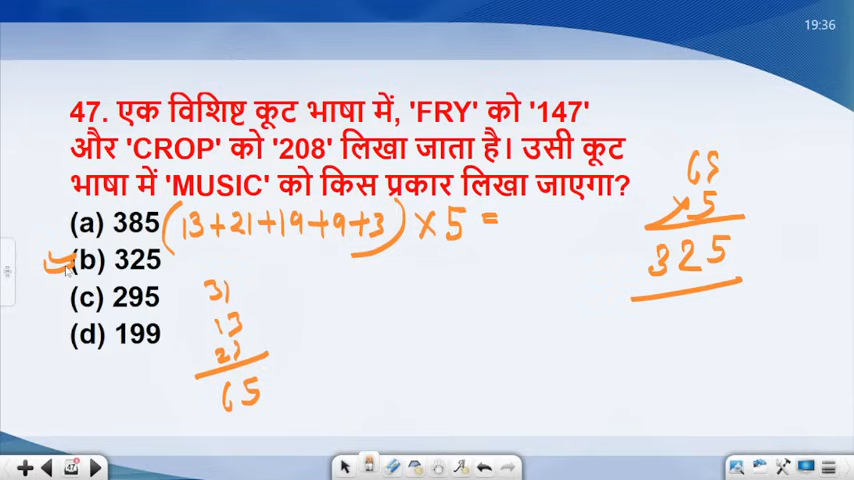 19:36
47. एक विशिष्ट कूट भाषा में, 'FRY' को '147'
और 'CROP' को '208' लिखा जाता है। उसी कूट
भाषा में 'MUSIC' को किस प्रकार लिखा जाएगा?
(a) 385 (13+21+19+9+3) × 5 =
(b) 325
(c) 295
(d) 199
31
13
21
65
65
×5
325
47